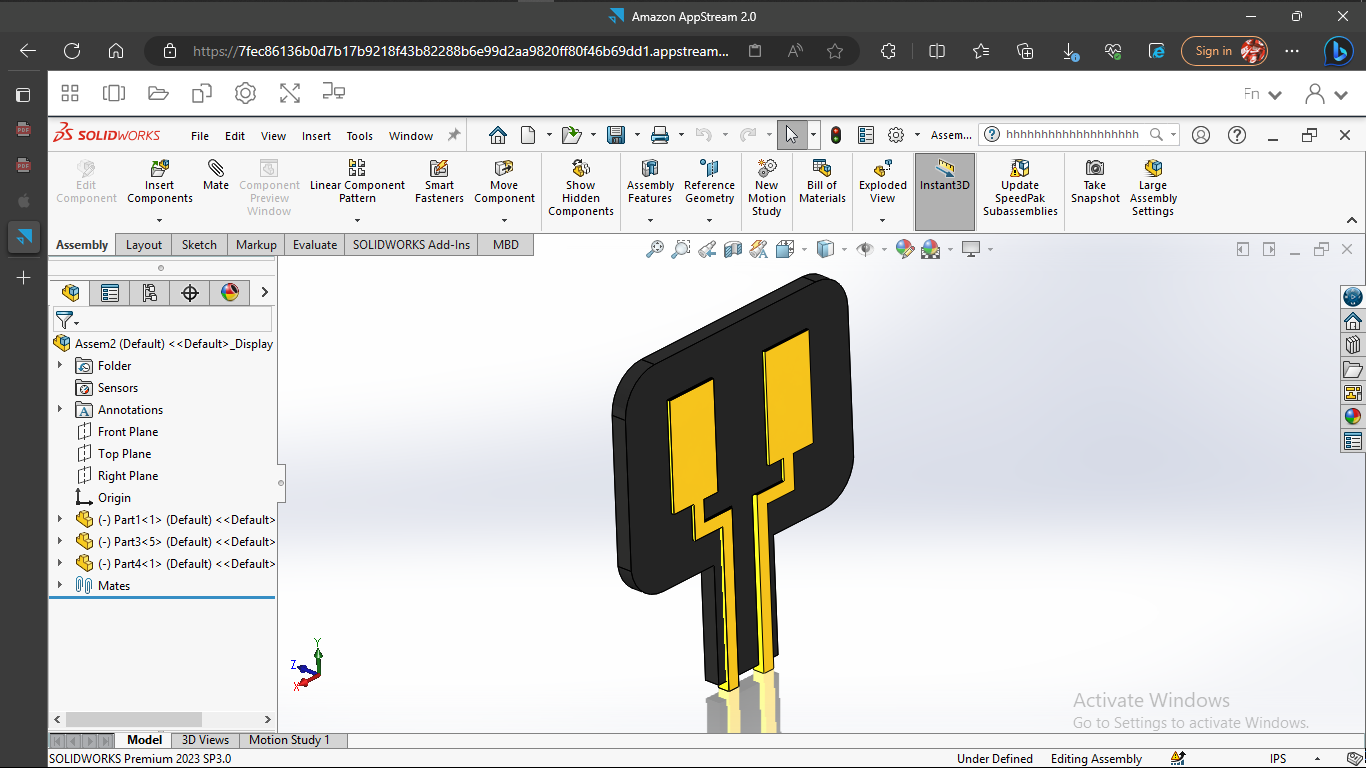 Amazon AppStream 2.0
https://7fec86136b0d7b17b9218f43b82288b6e99d2aa9820ff80f46b69dd1.appstream...
Sign in
Fn
SOLIDWORKS
File Edit View Insert Tools Window
Assem...
hhhhhhhhhhhhhhhhhhhh
Edit Component
Insert Components
Mate
Component Preview Window
Linear Component Pattern
Smart Fasteners
Move Component
Show Hidden Components
Assembly Features
Reference Geometry
New Motion Study
Bill of Materials
Exploded View
Instant3D
Update SpeedPak Subassemblies
Take Snapshot
Large Assembly Settings
Assembly Layout Sketch Markup Evaluate SOLIDWORKS Add-Ins MBD
Assem2 (Default) <<Default>_Display
Folder
Sensors
Annotations
Front Plane
Top Plane
Right Plane
Origin
(-) Part1<1> (Default) <<Default>
(-) Part3<5> (Default) <<Default>
(-) Part4<1> (Default) <<Default>
Mates
Y
Z
X
Activate Windows
Go to Settings to activate Windows.
Model 3D Views Motion Study 1
SOLIDWORKS Premium 2023 SP3.0
Under Defined Editing Assembly IPS